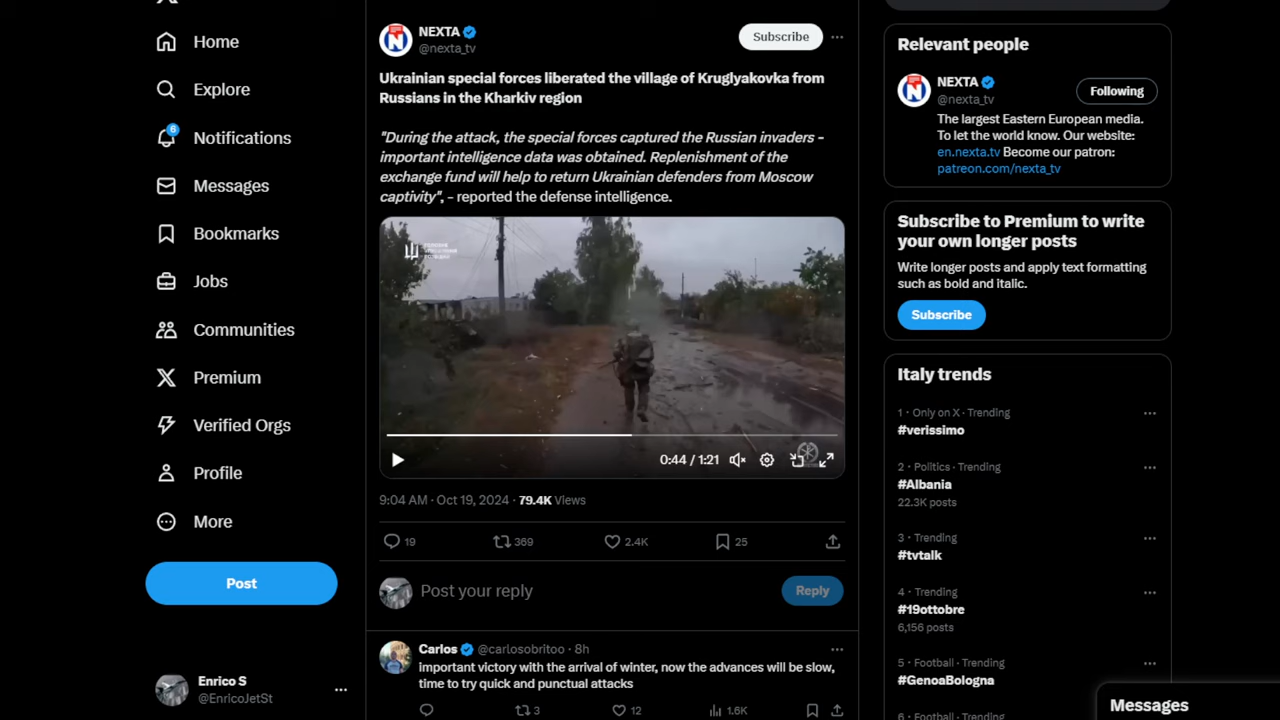 Home
Explore
6
Notifications
Messages
Bookmarks
Jobs
Communities
Premium
Verified Orgs
Profile
More
Post
Enrico S
@EnricoJetSt
NEXTA
@nexta_tv
Subscribe
Ukrainian special forces liberated the village of Kruglyakovka from
Russians in the Kharkiv region
"During the attack, the special forces captured the Russian invaders -
important intelligence data was obtained. Replenishment of the
exchange fund will help to return Ukrainian defenders from Moscow
captivity", - reported the defense intelligence.
0:44 / 1:21
9:04 AM · Oct 19, 2024 · 79.4K Views
19 369 2.4K 25
Post your reply
Reply
Carlos @carlosobritoo · 8h
Important victory with the arrival of winter, now the advances will be slow,
time to try quick and punctual attacks
3 12 1.6K
Relevant people
NEXTA
@nexta_tv
Following
The largest Eastern European media.
To let the world know. Our website:
en.nexta.tv Become our patron:
patreon.com/nexta_tv
Subscribe to Premium to write
your own longer posts
Write longer posts and apply text formatting
such as bold and italic.
Subscribe
Italy trends
1 · Only on X · Trending
#verissimo
2 · Politics · Trending
#Albania
22.3K posts
3 · Trending
#tvtalk
4 · Trending
#19ottobre
6,156 posts
5 · Football · Trending
#GenoaBologna
Messages